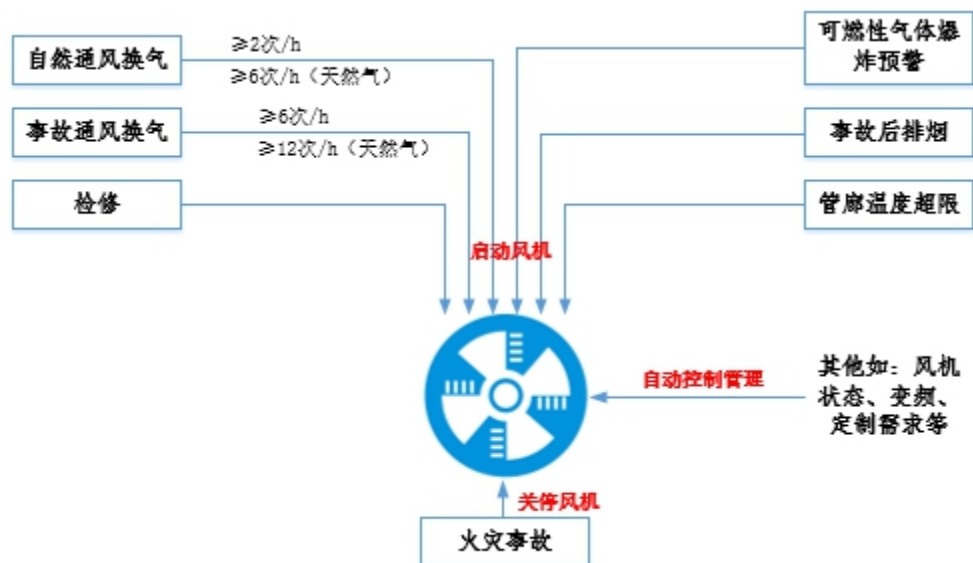 自然通风换气
≥2次/h
≥6次/h（天然气）
事故通风换气
≥6次/h
≥12次/h（天然气）
检修
可燃性气体爆
炸预警
事故后排烟
管廊温度超限
启动风机
自动控制管理
其他如：风机
状态、变频、
定制需求等
关停风机
火灾事故